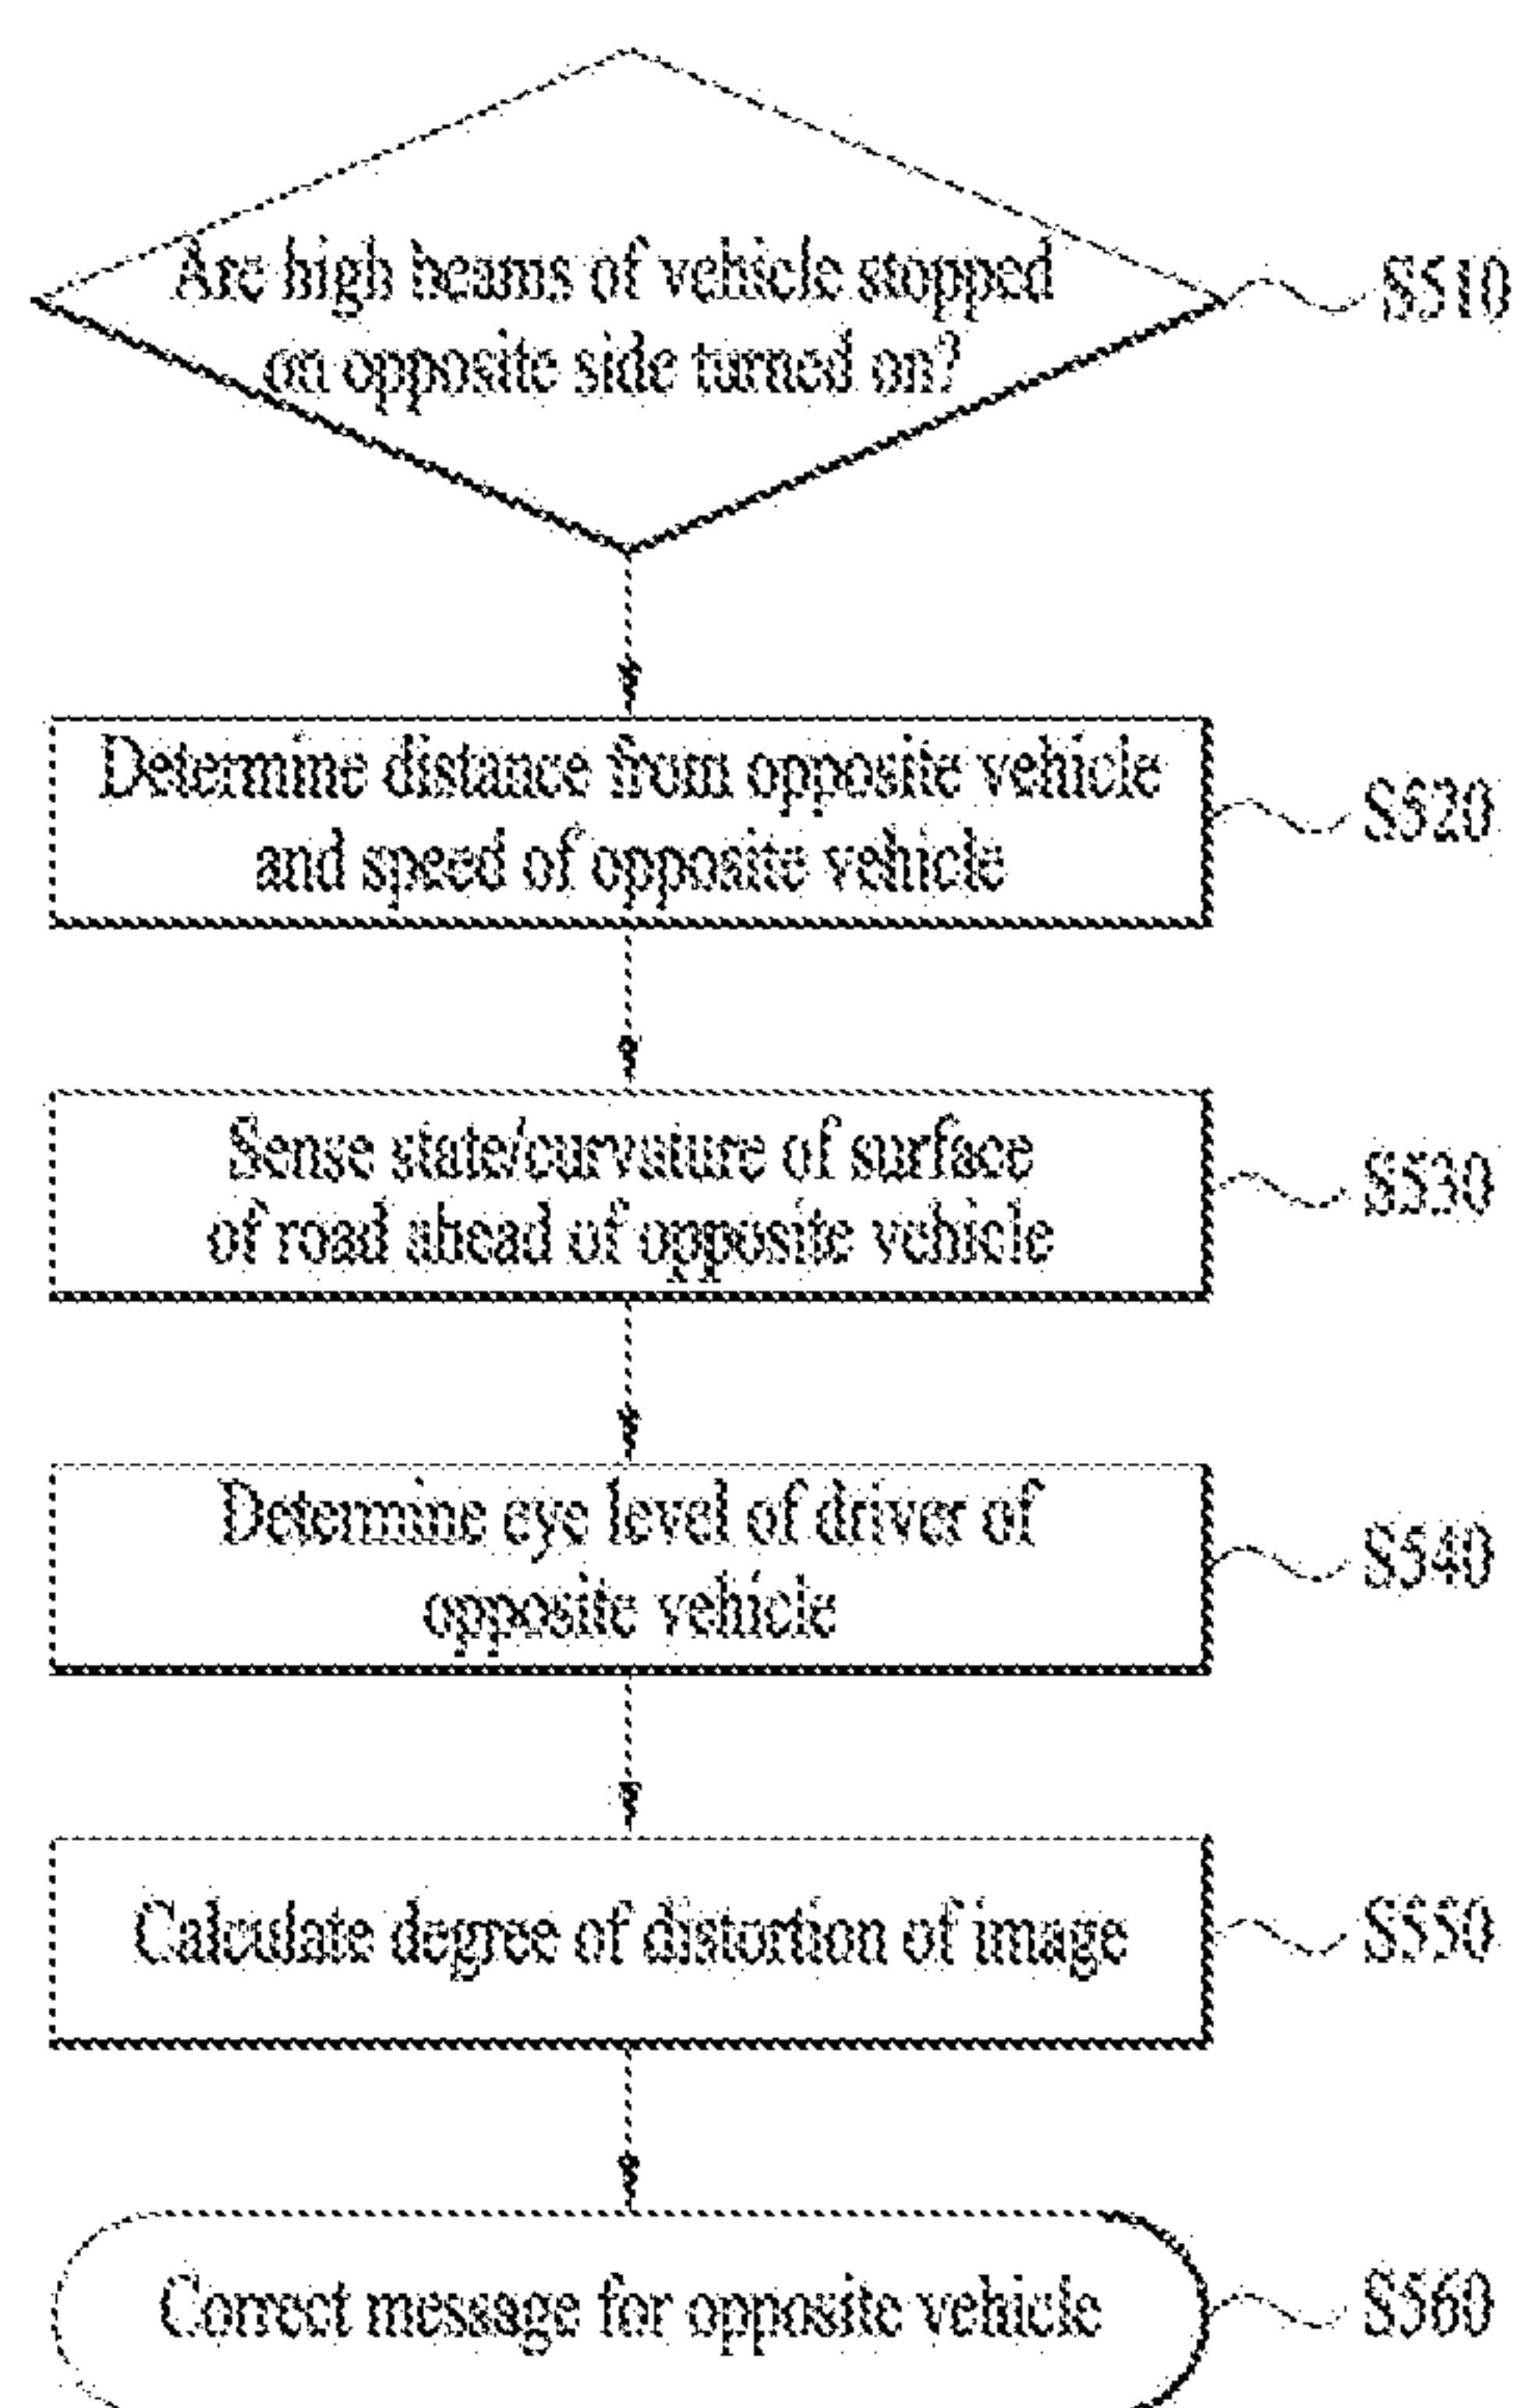 Are high beams of vehicle stopped
on opposite side turned on?
S510
Determine distance from opposite vehicle
and speed of opposite vehicle
S520
Sense state/curvature of surface
of road ahead of opposite vehicle
S530
Determine eye level of driver of
opposite vehicle
S540
Calculate degree of distortion of image
S550
Correct message for opposite vehicle
S560